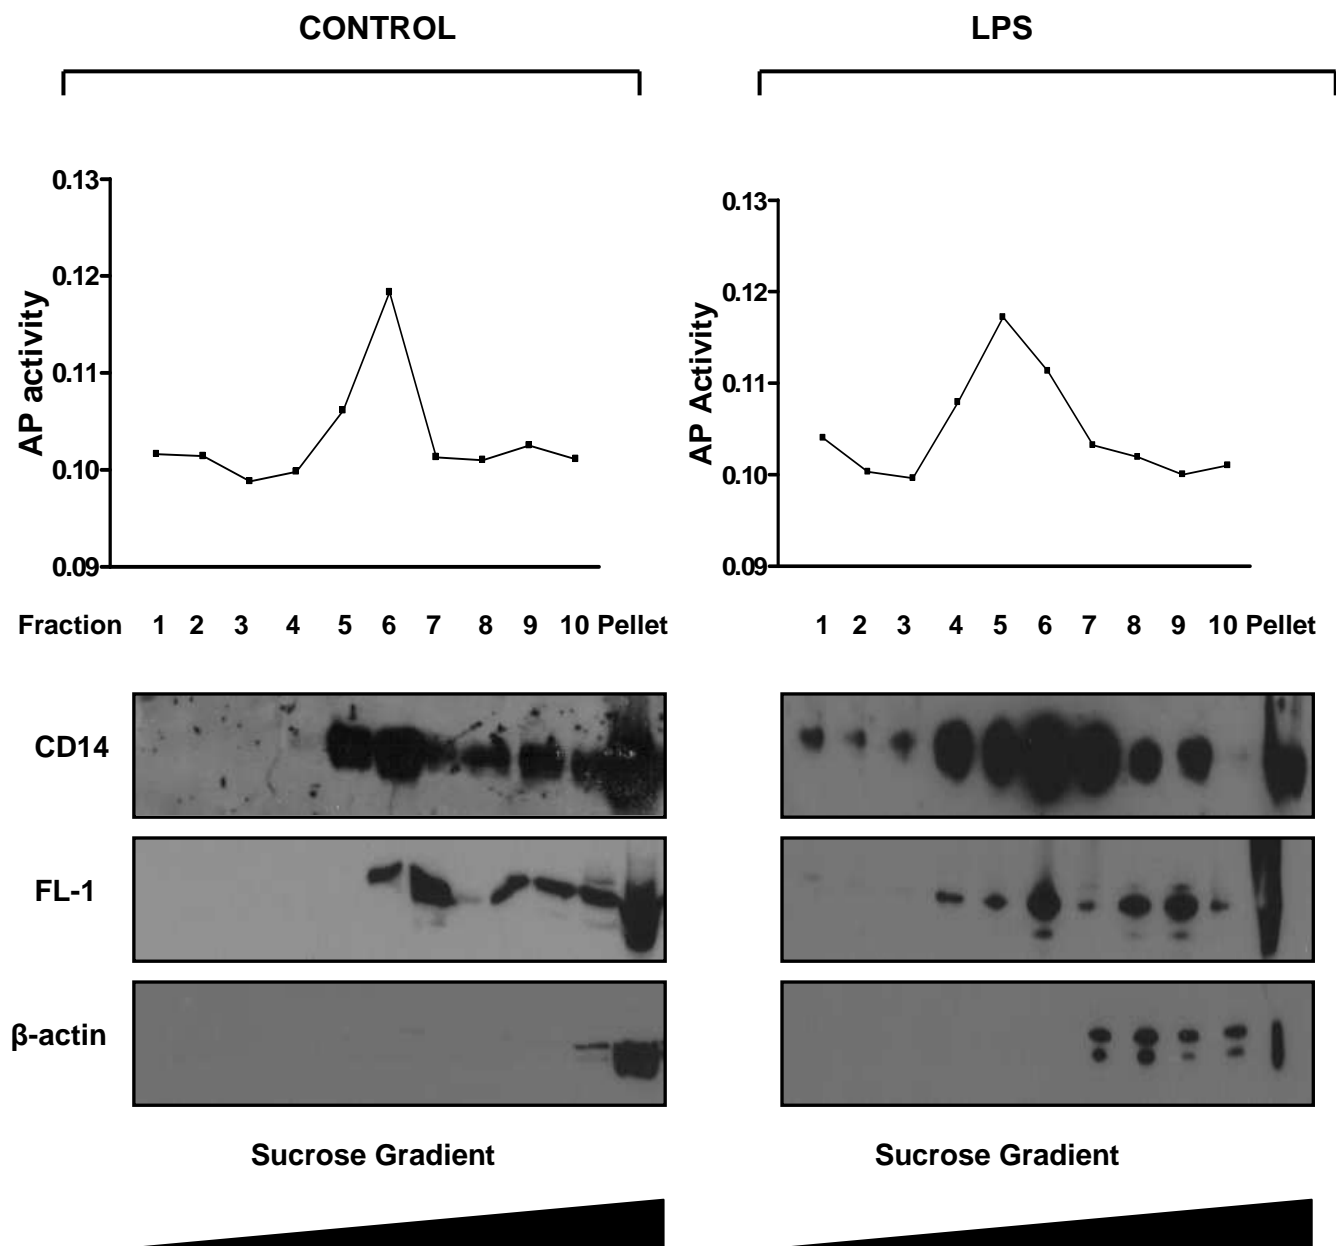 CONTROL
LPS
0.13
0.12
0.11
0.10
0.09
AP activity
0.13
0.12
0.11
0.10
0.09
AP Activity
Fraction 1 2 3 4 5 6 7 8 9 10 Pellet
1 2 3 4 5 6 7 8 9 10 Pellet
CD14
FL-1
β-actin
Sucrose Gradient
Sucrose Gradient